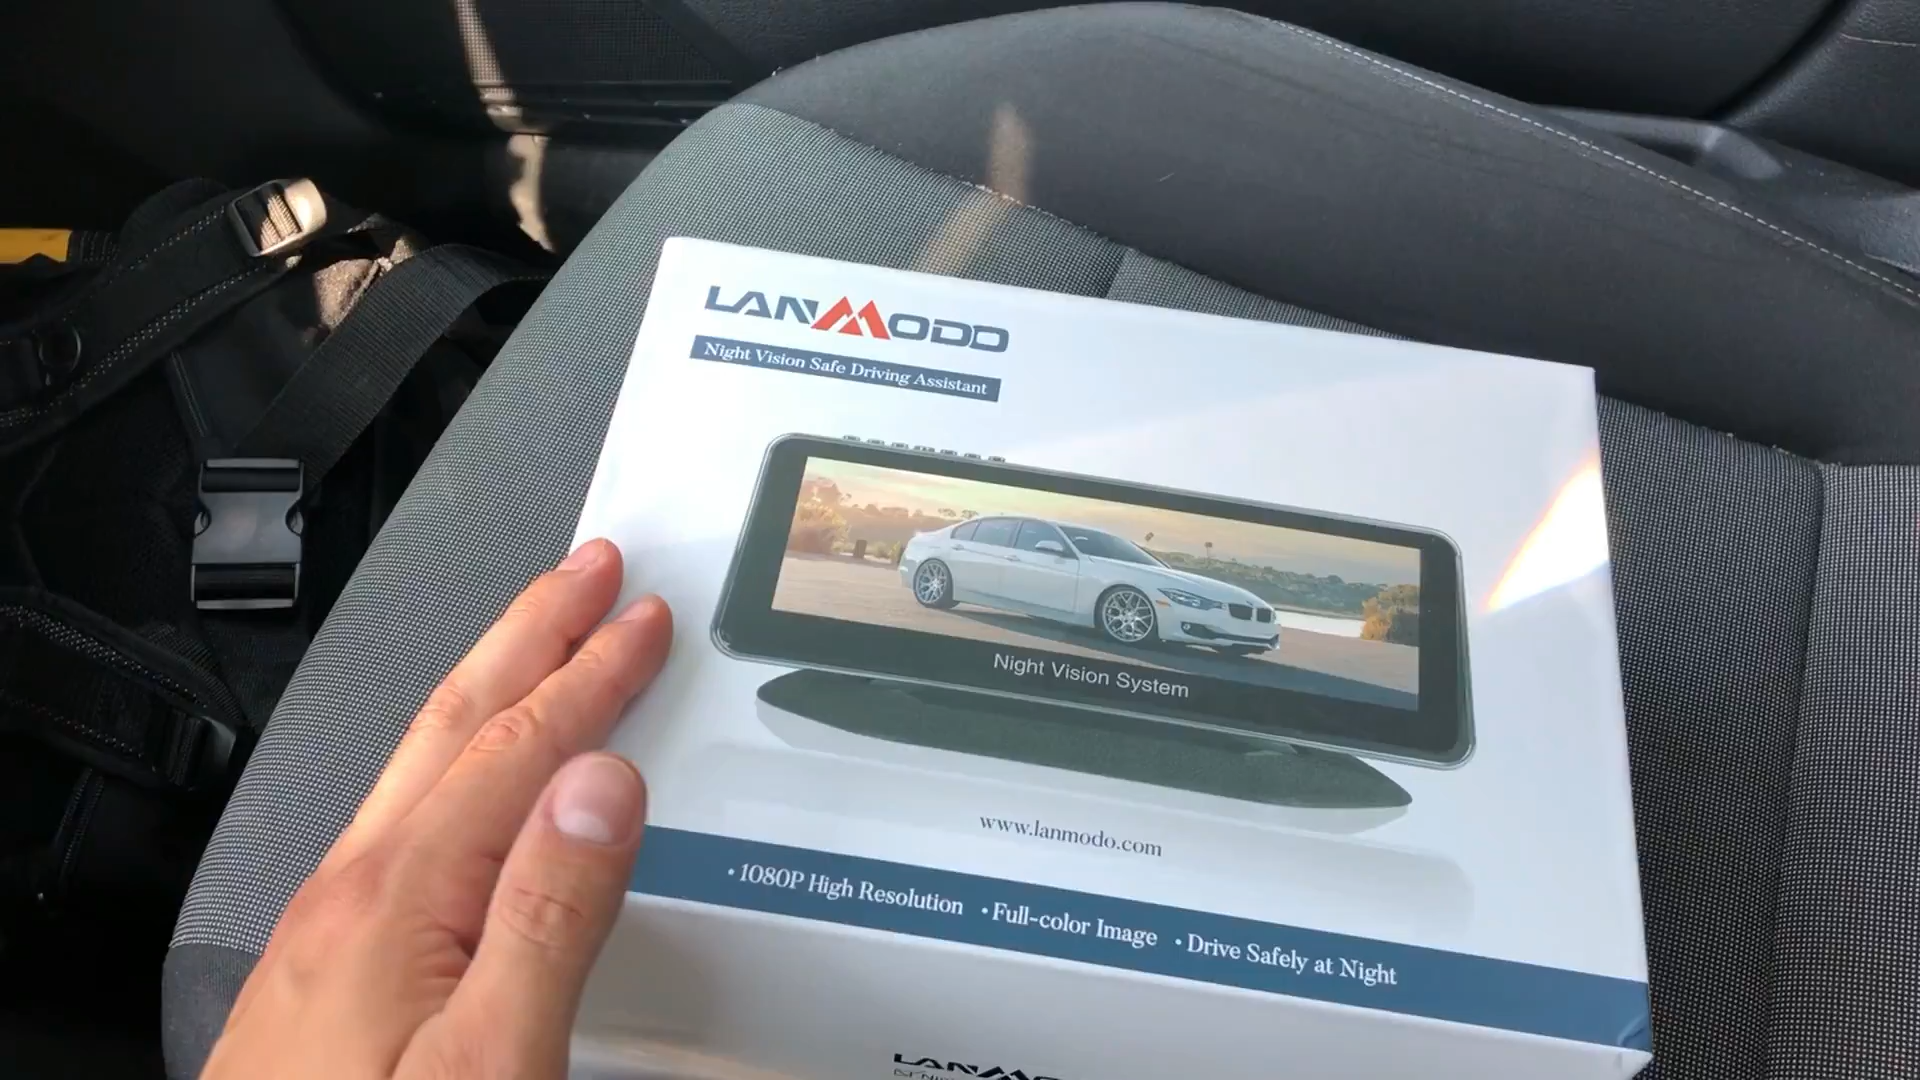 LANMODO
Night Vision Safe Driving Assistant
Night Vision System
www.lanmodo.com
• 1080P High Resolution • Full-color Image • Drive Safely at Night